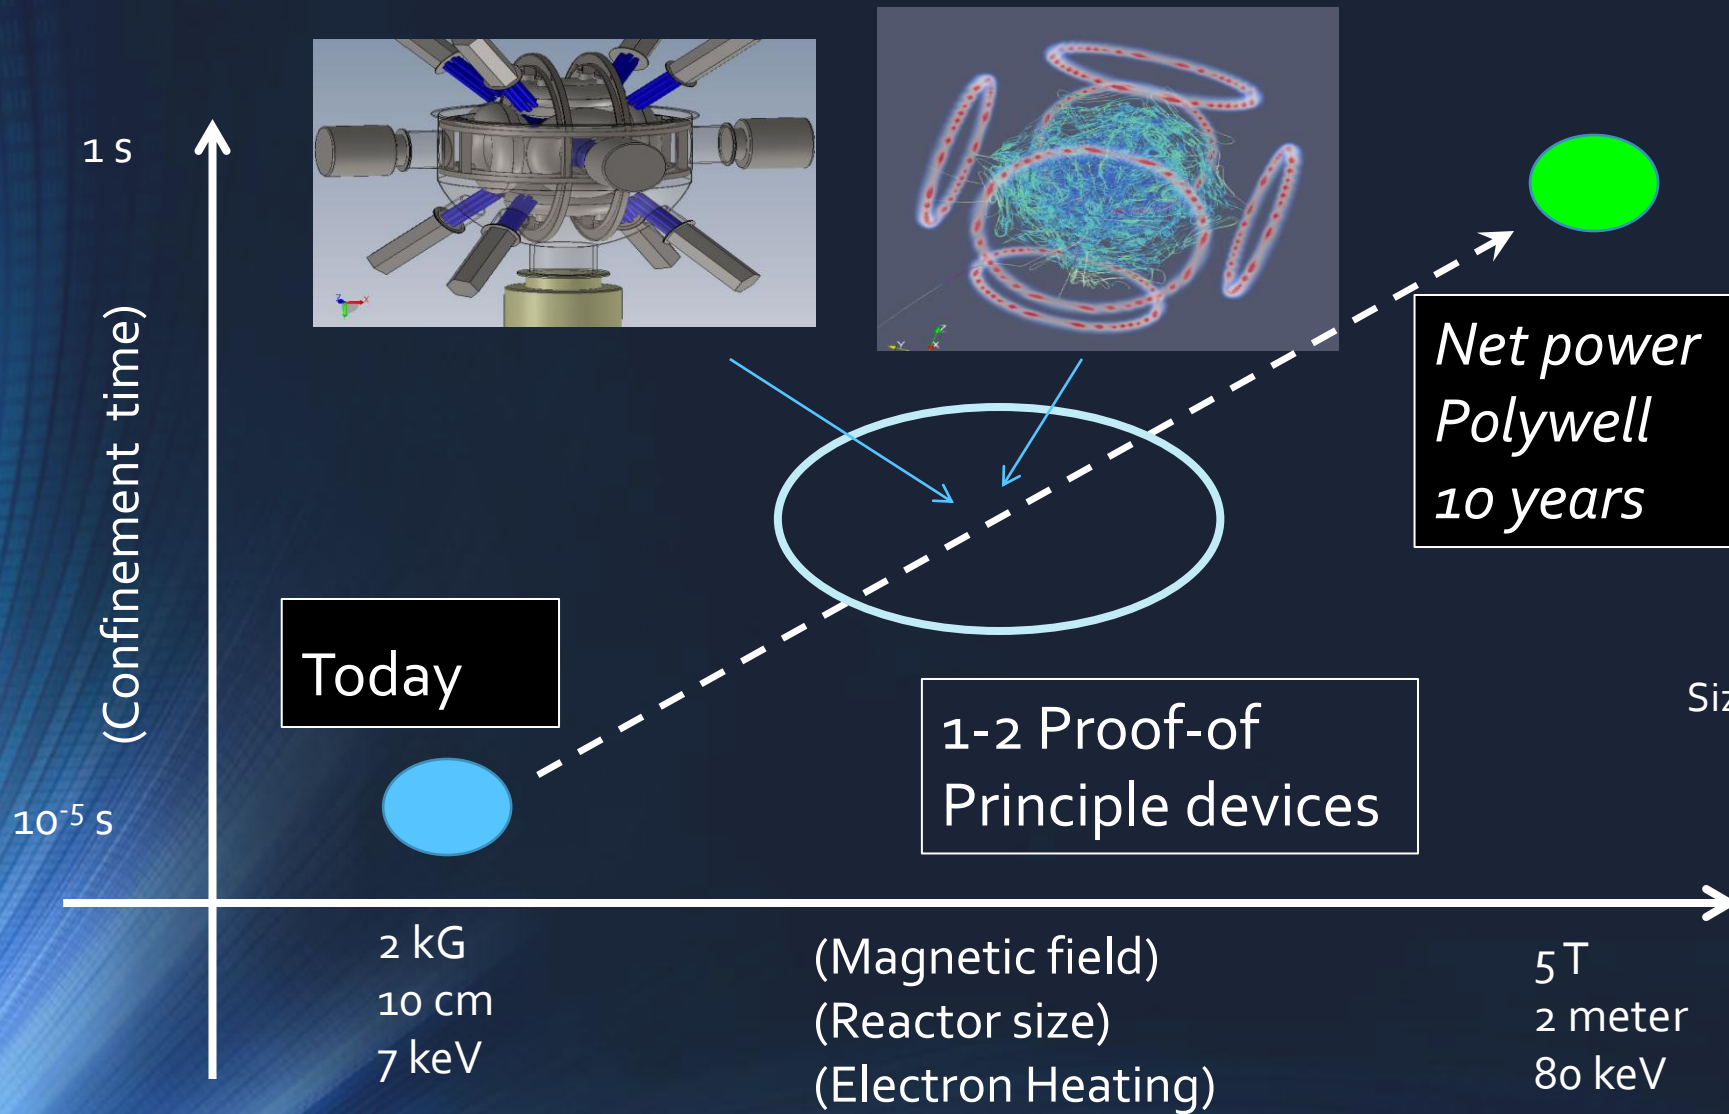 1 s
(Confinement time)
10⁻⁵ s
Today
Net power
Polywell
10 years
1-2 Proof-of
Principle devices
Siz
2 kG
10 cm
7 keV
(Magnetic field)
(Reactor size)
(Electron Heating)
5 T
2 meter
80 keV
Z
X
Y
Z
X